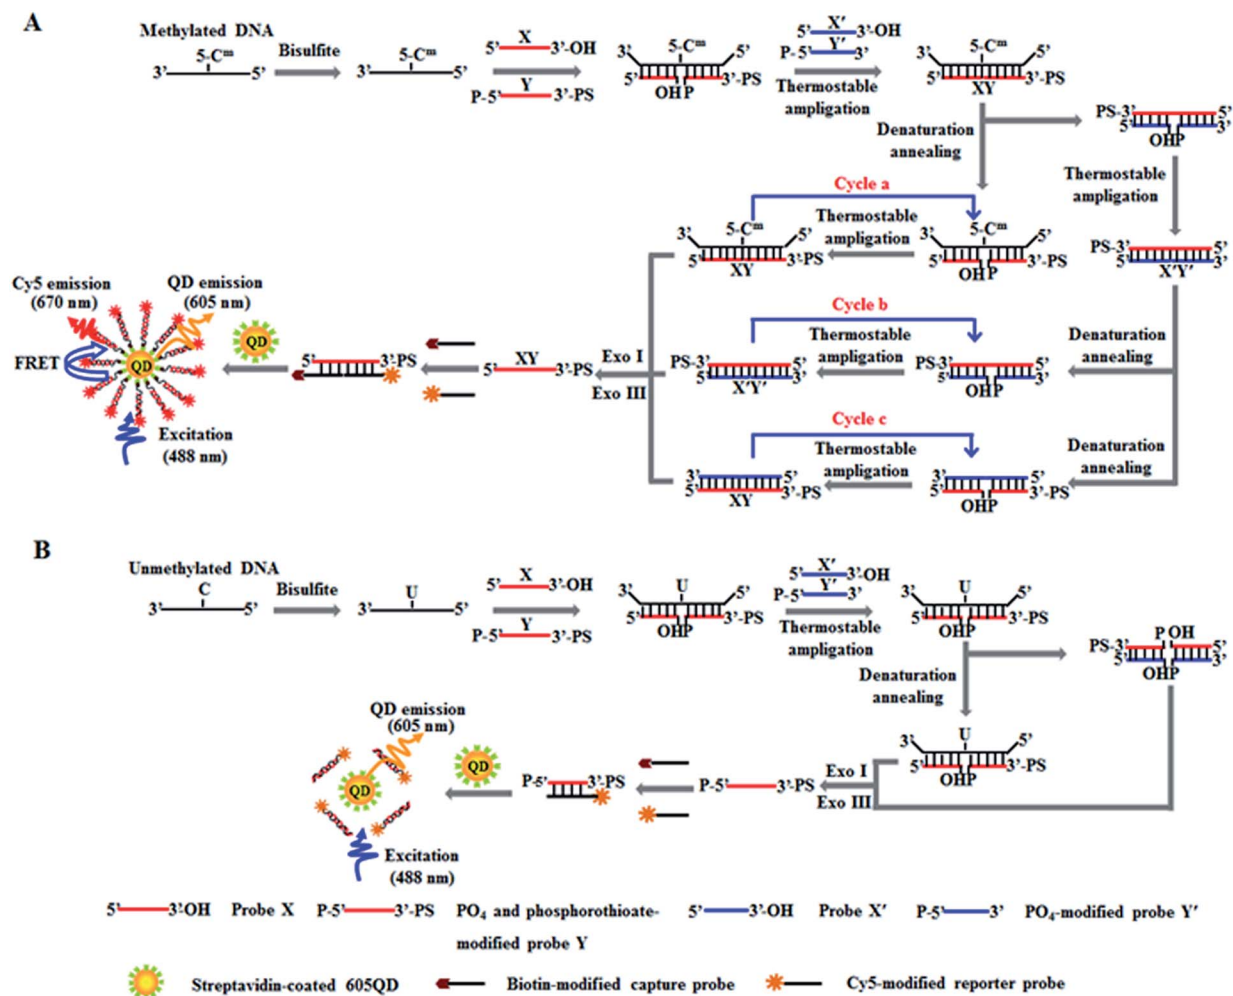 A
Methylated DNA
5-Cᵐ
3’ 5’
Bisulfite
5-Cᵐ
3’ 5’
X
5’ 3’-OH
Y
P-5’ 3’-PS
3’ 5-Cᵐ 5’
5’ 3’-PS
OH P
X′
5’ 3’-OH
Y′
P-5’ 3’
Thermostable
ampligation
3’ 5-Cᵐ 5’
5’ 3’-PS
XY
Denaturation
annealing
PS-3’ 5’
5’ 3’
OHP
Thermostable
ampligation
PS-3’ 5’
5’ 3’
X’Y’
Cycle a
3’ 5-Cᵐ 5’
5’ 3’-PS
XY
Thermostable
ampligation
3’ 5-Cᵐ 5’
5’ 3’-PS
OH P
Cycle b
PS-3’ 5’
5’ 3’
X’Y’
Thermostable
ampligation
PS-3’ 5’
5’ 3’
OHP
Denaturation
annealing
Cycle c
3’ 5’
5’ 3’-PS
XY
Thermostable
ampligation
3’ 5’
5’ 3’-PS
OHP
Denaturation
annealing
Exo I
Exo III
XY
5’ 3’-PS
5’ 3’-PS
QD
Cy5 emission
(670 nm)
QD emission
(605 nm)
FRET
QD
Excitation
(488 nm)
B
Unmethylated DNA
C
3’ 5’
Bisulfite
U
3’ 5’
X
5’ 3’-OH
Y
P-5’ 3’-PS
3’ U 5’
5’ 3’-PS
OHP
X′
5’ 3’-OH
Y′
P-5’ 3’
Thermostable
ampligation
3’ U 5’
5’ 3’-PS
OHP
Denaturation
annealing
P OH
PS-3’ 5’
5’ 3’
OHP
3’ U 5’
5’ 3’-PS
OHP
Exo I
Exo III
P-5’ 3’-PS
P-5’ 3’-PS
QD
QD emission
(605 nm)
QD
Excitation
(488 nm)
5’ 3’-OH Probe X P-5’ 3’-PS PO₄ and phosphorothioate-
modified probe Y
5’ 3’-OH Probe X′ P-5’ 3’ PO₄-modified probe Y′
Streptavidin-coated 605QD Biotin-modified capture probe Cy5-modified reporter probe